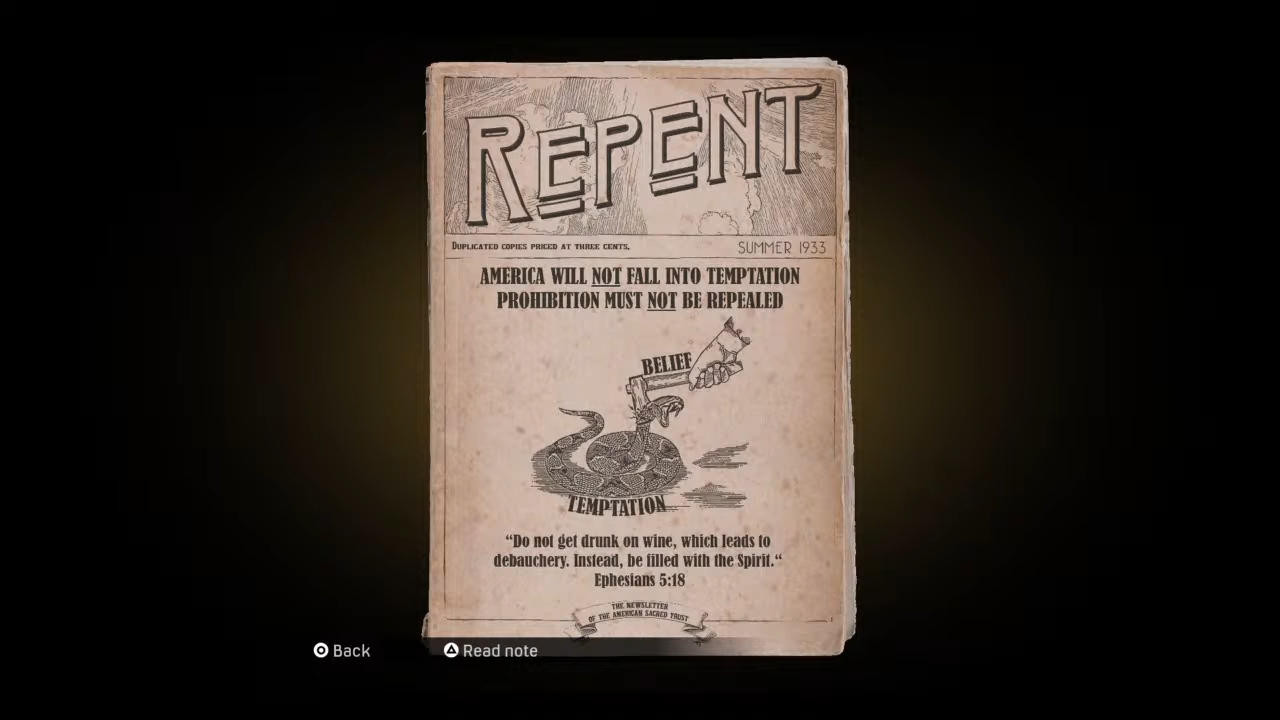 REPENT
DUPLICATED COPIES PRICED AT THREE CENTS.
SUMMER 1933
AMERICA WILL NOT FALL INTO TEMPTATION
PROHIBITION MUST NOT BE REPEALED
BELIEF
TEMPTATION
“Do not get drunk on wine, which leads to
debauchery. Instead, be filled with the Spirit.“
Ephesians 5:18
THE NEWSLETTER
OF THE AMERICAN SACRED TRUST
Back
Read note